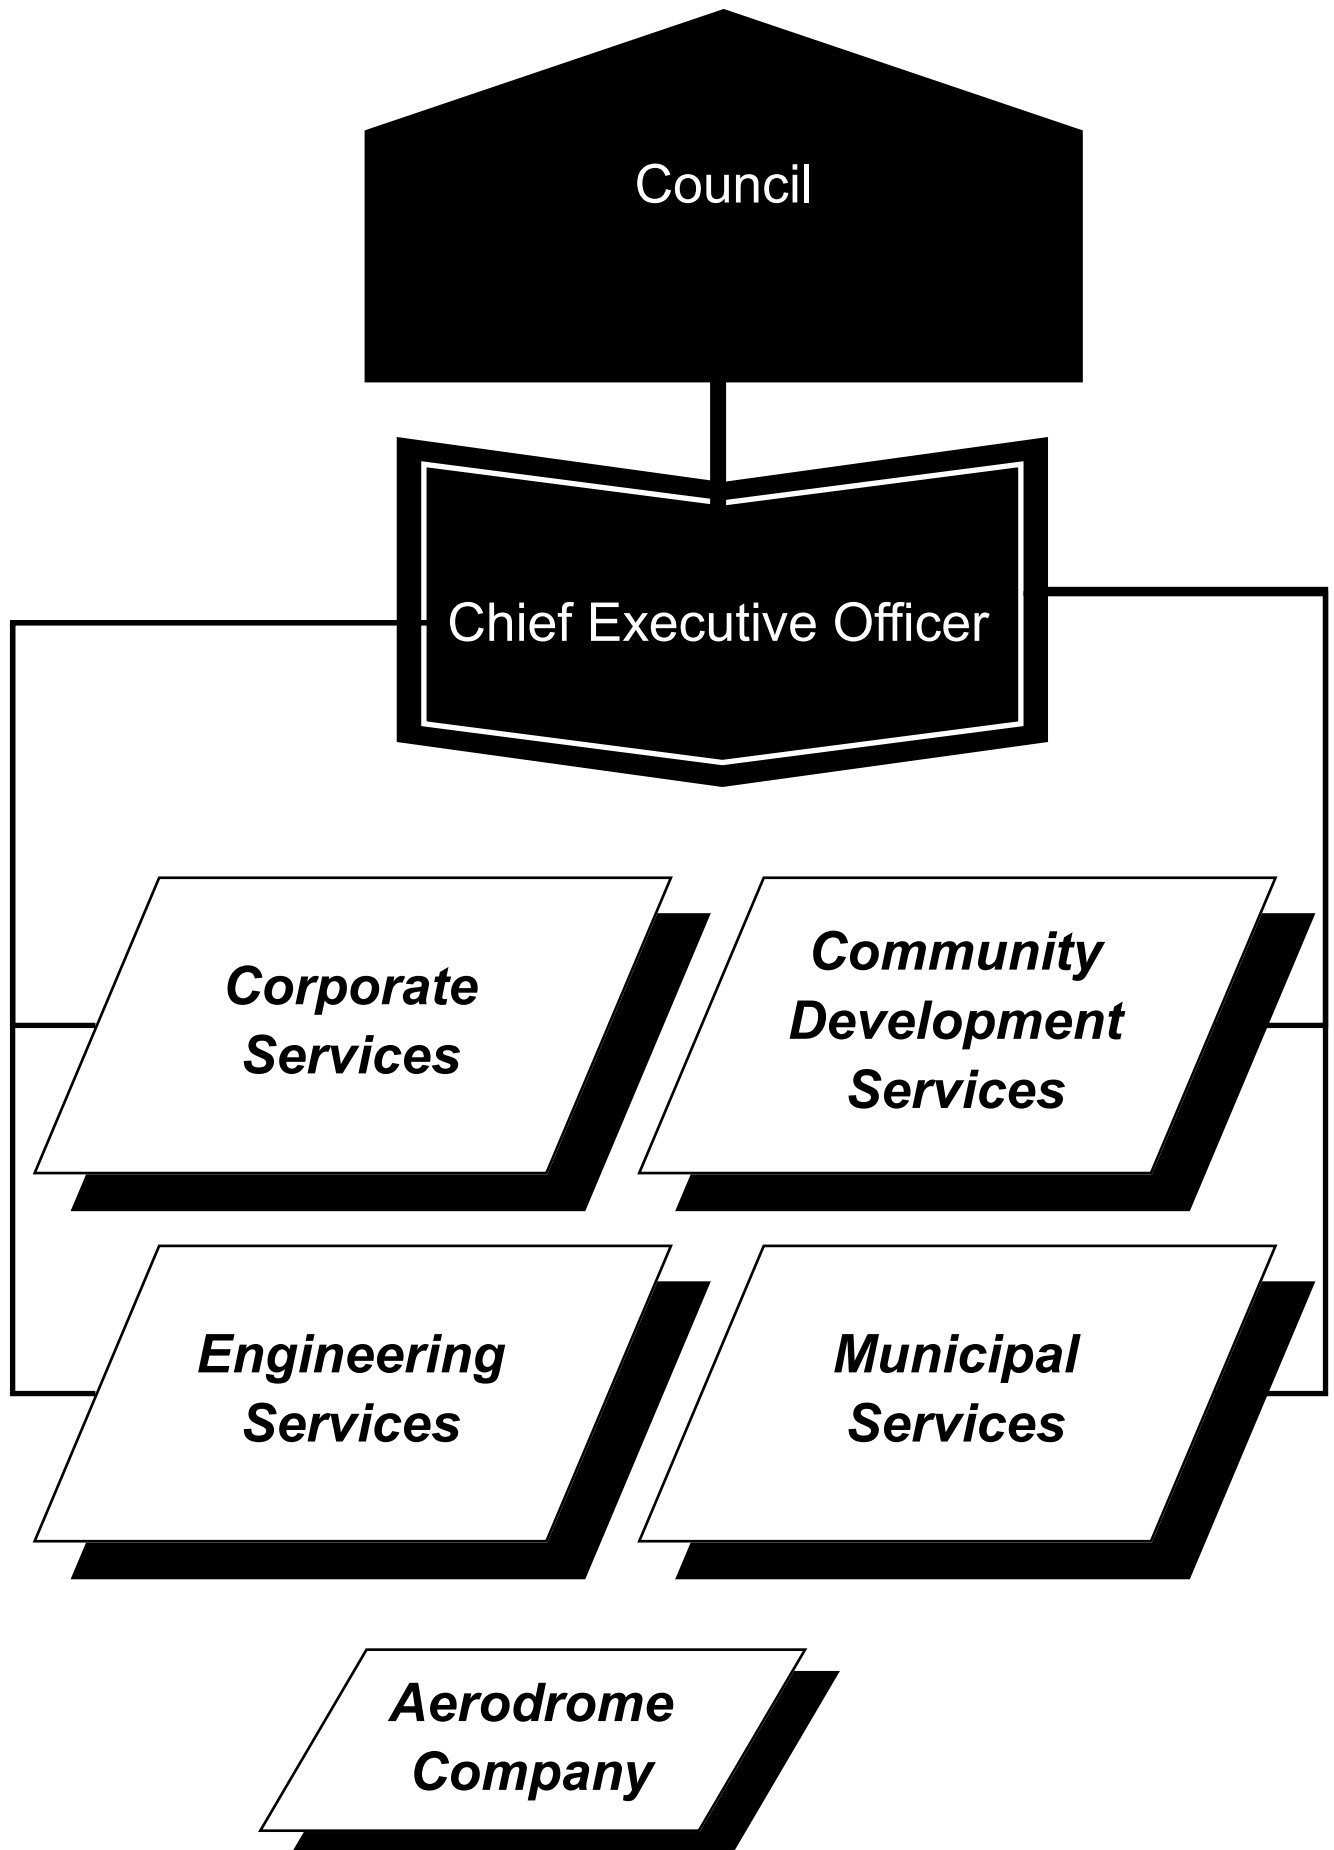 Council
Chief Executive Officer
Corporate
Services
Community
Development
Services
Engineering
Services
Municipal
Services
Aerodrome
Company